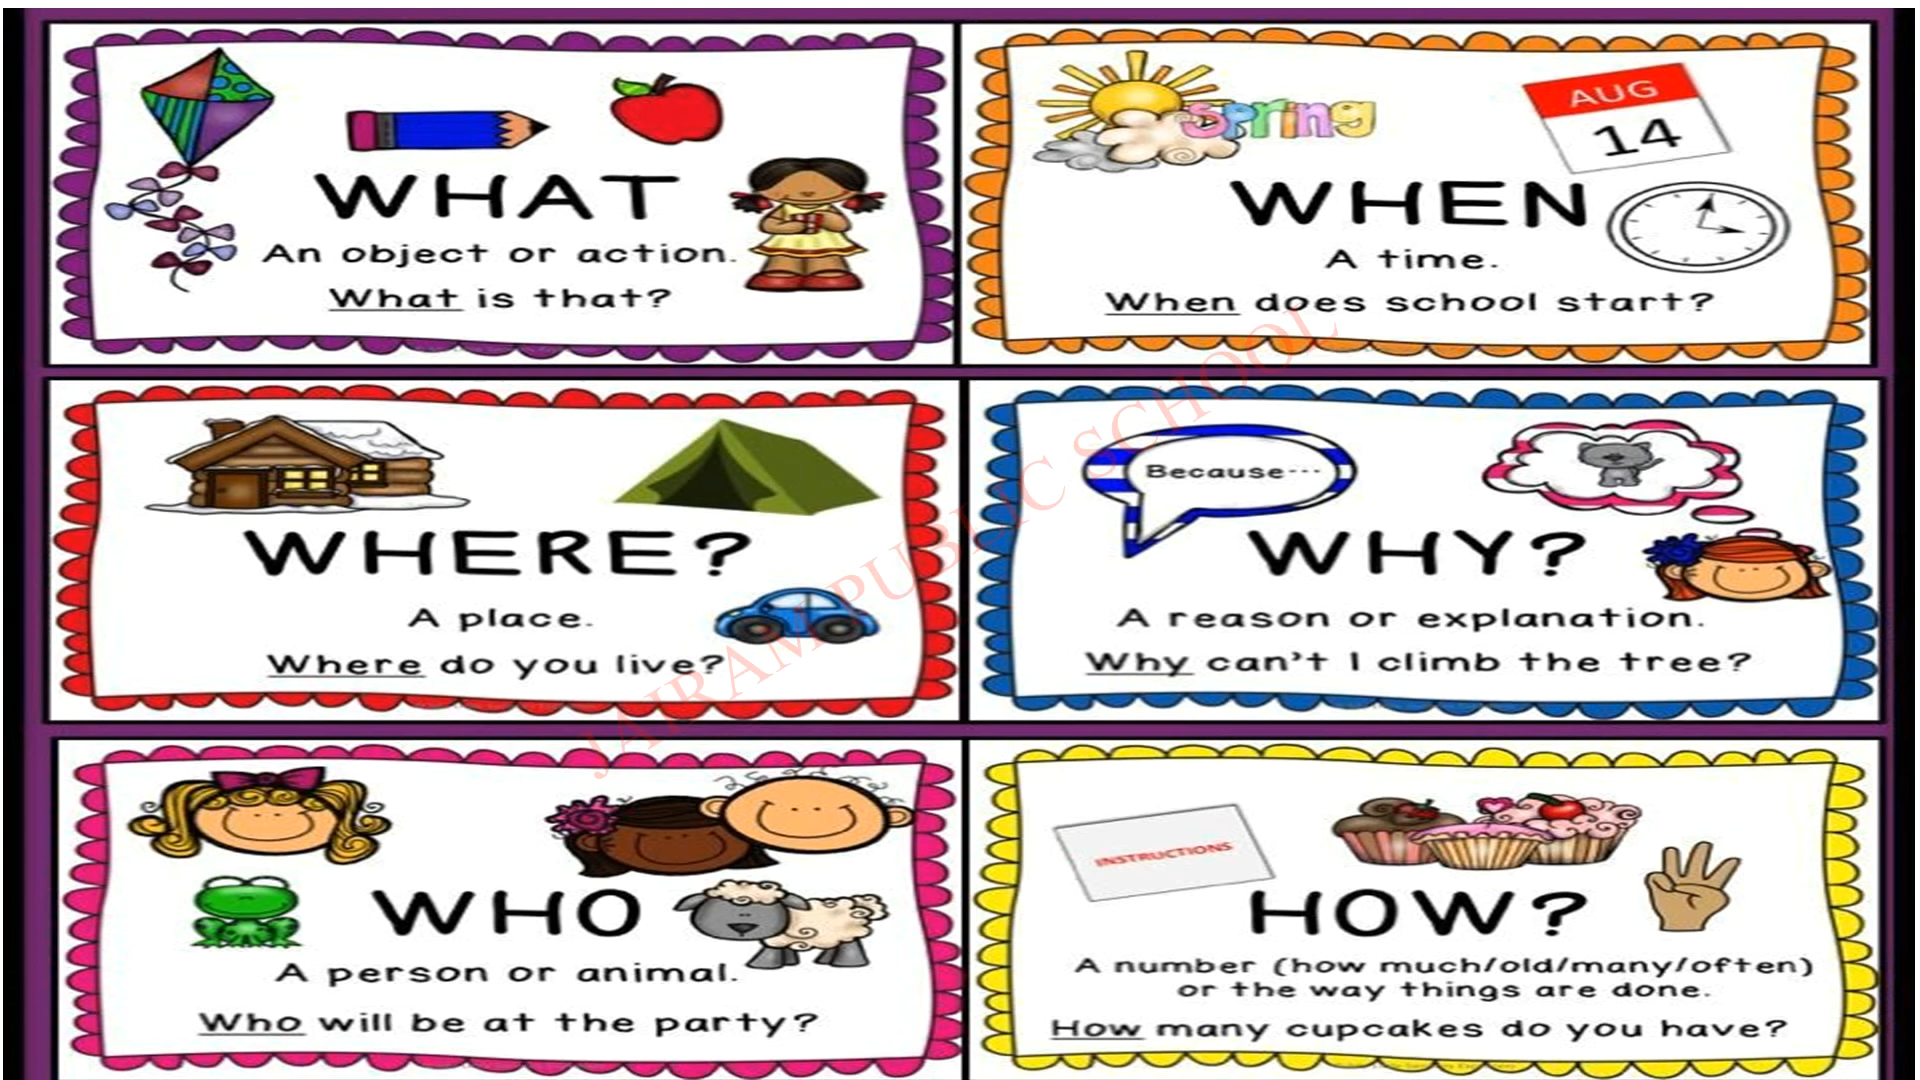 WHAT
An object or action.
What is that?
spring
AUG
14
WHEN
A time.
When does school start?
WHERE?
A place.
Where do you live?
Because...
WHY?
A reason or explanation.
Why can't I climb the tree?
WHO
A person or animal.
Who will be at the party?
INSTRUCTIONS
HOW?
A number (how much/old/many/often)
or the way things are done.
How many cupcakes do you have?
JAIRAM PUBLIC SCHOOL